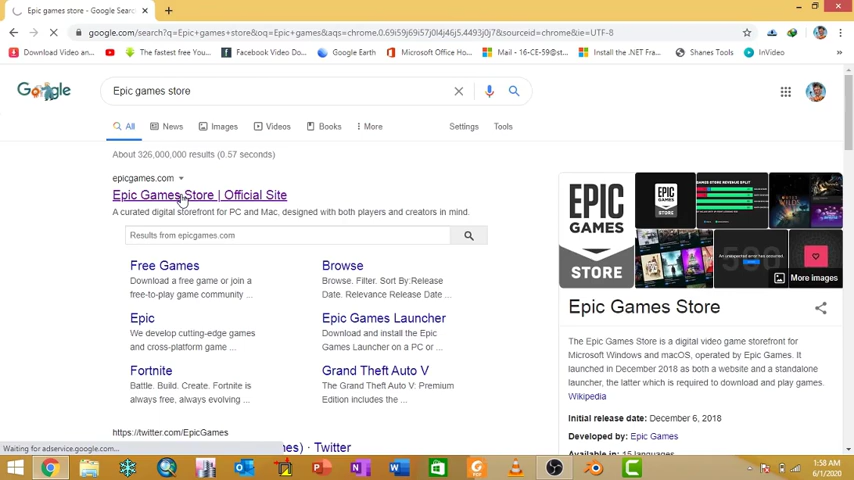 Epic games store - Google Sear
google.com/search?q=Epic+games+store&oq=Epic+games&aqs=chrome.0.69i59j69i57j0l4j46j5.4493j0j7&sourceid=chrome&ie=UTF-8
Download Video an... The fastest free You... Facebook Video Do... Google Earth Microsoft Office Ho... Mail - 16-CE-59@st... Install the .NET Fra... Shanes Tools InVideo
Google
Epic games store
All News Images Videos Books More Settings Tools
About 326,000,000 results (0.57 seconds)
epicgames.com
Epic Games Store | Official Site
A curated digital storefront for PC and Mac, designed with both players and creators in mind.
Results from epicgames.com
Free Games
Download a free game or join a
free-to-play game community ...
Browse
Browse. Filter. Sort By:Release
Date. Relevance Release Date ...
Epic
We develop cutting-edge games
and cross-platform game ...
Epic Games Launcher
Download and install the Epic
Games Launcher on a PC or ...
Fortnite
Battle. Build. Create. Fortnite is
always free, always evolving ...
Grand Theft Auto V
The Grand Theft Auto V: Premium
Edition includes the ...
https://twitter.com/EpicGames
mes) · Twitter
EPIC
GAMES
STORE
More images
Epic Games Store
The Epic Games Store is a digital video game storefront for
Microsoft Windows and macOS, operated by Epic Games. It
launched in December 2018 as both a website and a standalone
launcher, the latter which is required to download and play games.
Wikipedia
Initial release date: December 6, 2018
Developed by: Epic Games
Available in: 15 languages
Waiting for adservice.google.com...
1:58 AM
6/1/2020